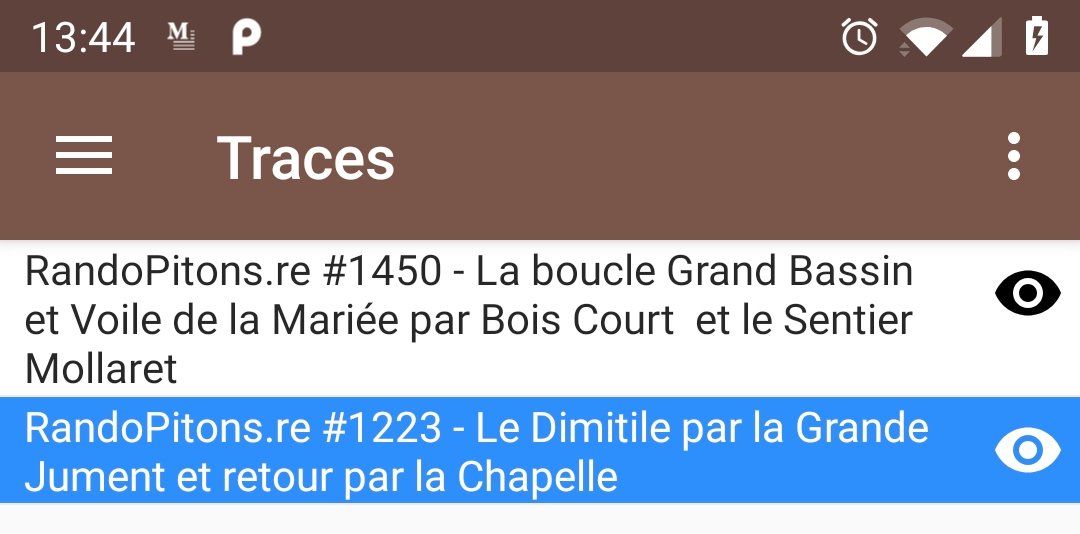 13:44 M P
Traces
RandoPitons.re #1450 - La boucle Grand Bassin
et Voile de la Mariée par Bois Court  et le Sentier
Mollaret
RandoPitons.re #1223 - Le Dimitile par la Grande
Jument et retour par la Chapelle